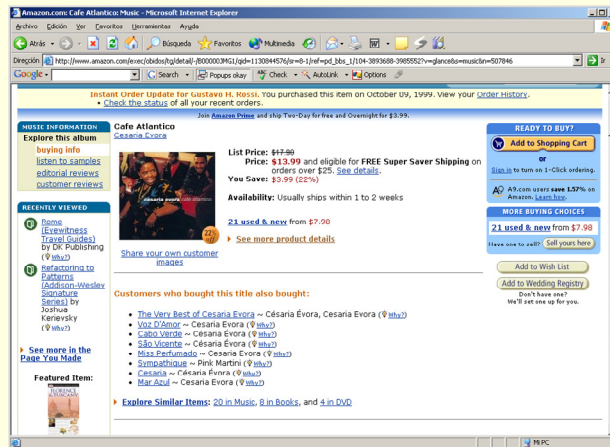 Amazon.com: Cafe Atlantico: Music - Microsoft Internet Explorer
Archivo Edición Ver Favoritos Herramientas Ayuda
Atrás Búsqueda Favoritos Multimedia
Dirección http://www.amazon.com/exec/obidos/tg/detail/-/B000003MG1/qid=1130844576/sr=8-1/ref=pd_bbs_1/104-3893688-3985552?v=glance&s=music&n=507846 Ir
Google - G Search Popups okay Check AutoLink Options
Instant Order Update for Gustavo H. Rossi. You purchased this item on October 09, 1999. View your Order History.
• Check the status of all your recent orders.
Join Amazon Prime and ship Two-Day for free and Overnight for $3.99.
MUSIC INFORMATION
Explore this album
buying info
listen to samples
editorial reviews
customer reviews
RECENTLY VIEWED
Rome
(Eyewitness
Travel Guides)
by DK Publishing
(Why?)
Refactoring to
Patterns
(Addison-Wesley
Signature
Series) by
Joshua
Kerievsky
(Why?)
See more in the
Page You Made
Featured Item:
FLORENCE
& TUSCANY
Cafe Atlantico
Cesaria Evora
cesaria evora cafe atlantico
22%
off
Share your own customer
images
List Price: $17.98
Price: $13.99 and eligible for FREE Super Saver Shipping on
orders over $25. See details.
You Save: $3.99 (22%)
Availability: Usually ships within 1 to 2 weeks
21 used & new from $7.98
See more product details
Customers who bought this title also bought:
• The Very Best of Cesaria Evora ~ Césaria Évora, Cesaria Evora (Why?)
• Voz D'Amor ~ Cesaria Evora (Why?)
• Cabo Verde ~ Cesaria Evora (Why?)
• São Vicente ~ Cesaria Evora (Why?)
• Miss Perfumado ~ Cesaria Evora (Why?)
• Sympathique ~ Pink Martini (Why?)
• Cesaria ~ Césaria Évora (Why?)
• Mar Azul ~ Cesaria Evora (Why?)
Explore Similar Items: 20 in Music, 8 in Books, and 4 in DVD
READY TO BUY?
Add to Shopping Cart
or
Sign in to turn on 1-Click ordering.
A9.com users save 1.57% on
Amazon. Learn how.
MORE BUYING CHOICES
21 used & new from $7.98
Have one to sell? Sell yours here
Add to Wish List
Add to Wedding Registry
Don't have one?
We'll set one up for you.
Mi PC